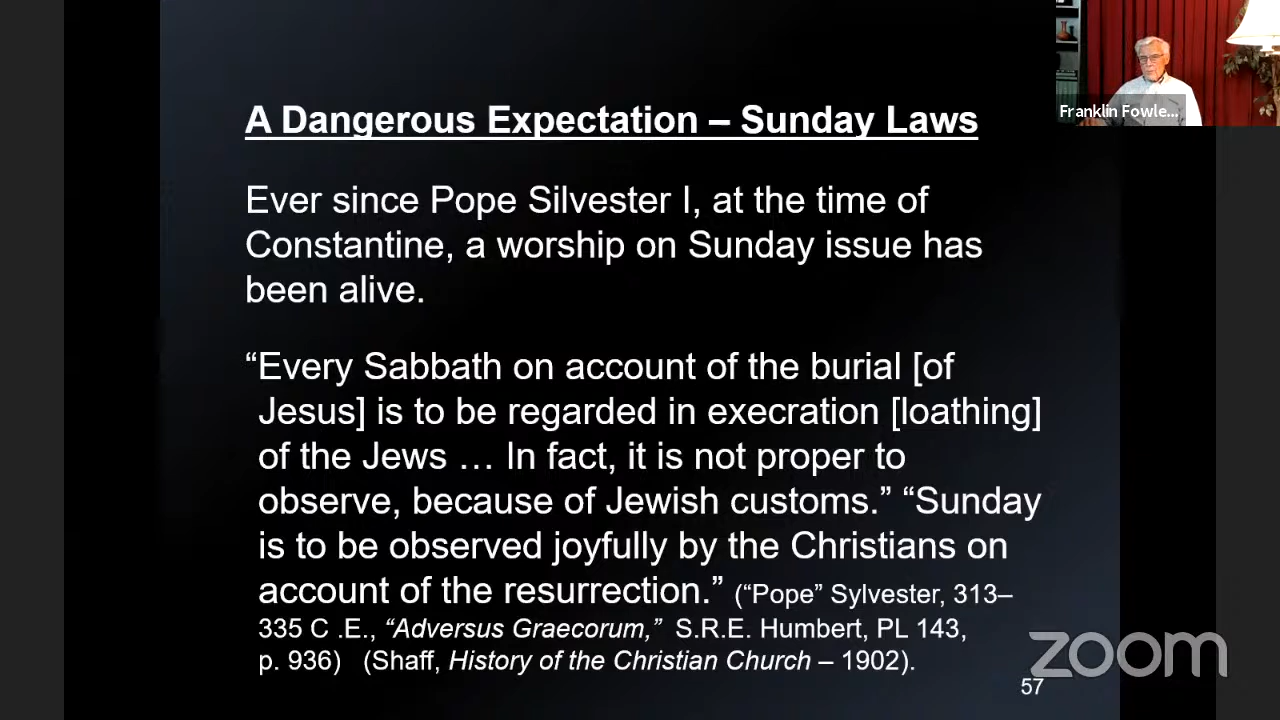 A Dangerous Expectation – Sunday Laws
Ever since Pope Silvester I, at the time of
Constantine, a worship on Sunday issue has
been alive.
“Every Sabbath on account of the burial [of
Jesus] is to be regarded in execration [loathing]
of the Jews … In fact, it is not proper to
observe, because of Jewish customs.” “Sunday
is to be observed joyfully by the Christians on
account of the resurrection.” (“Pope” Sylvester, 313–
335 C .E., “Adversus Graecorum,” S.R.E. Humbert, PL 143,
p. 936) (Shaff, History of the Christian Church – 1902).
57
Franklin Fowle...
zoom